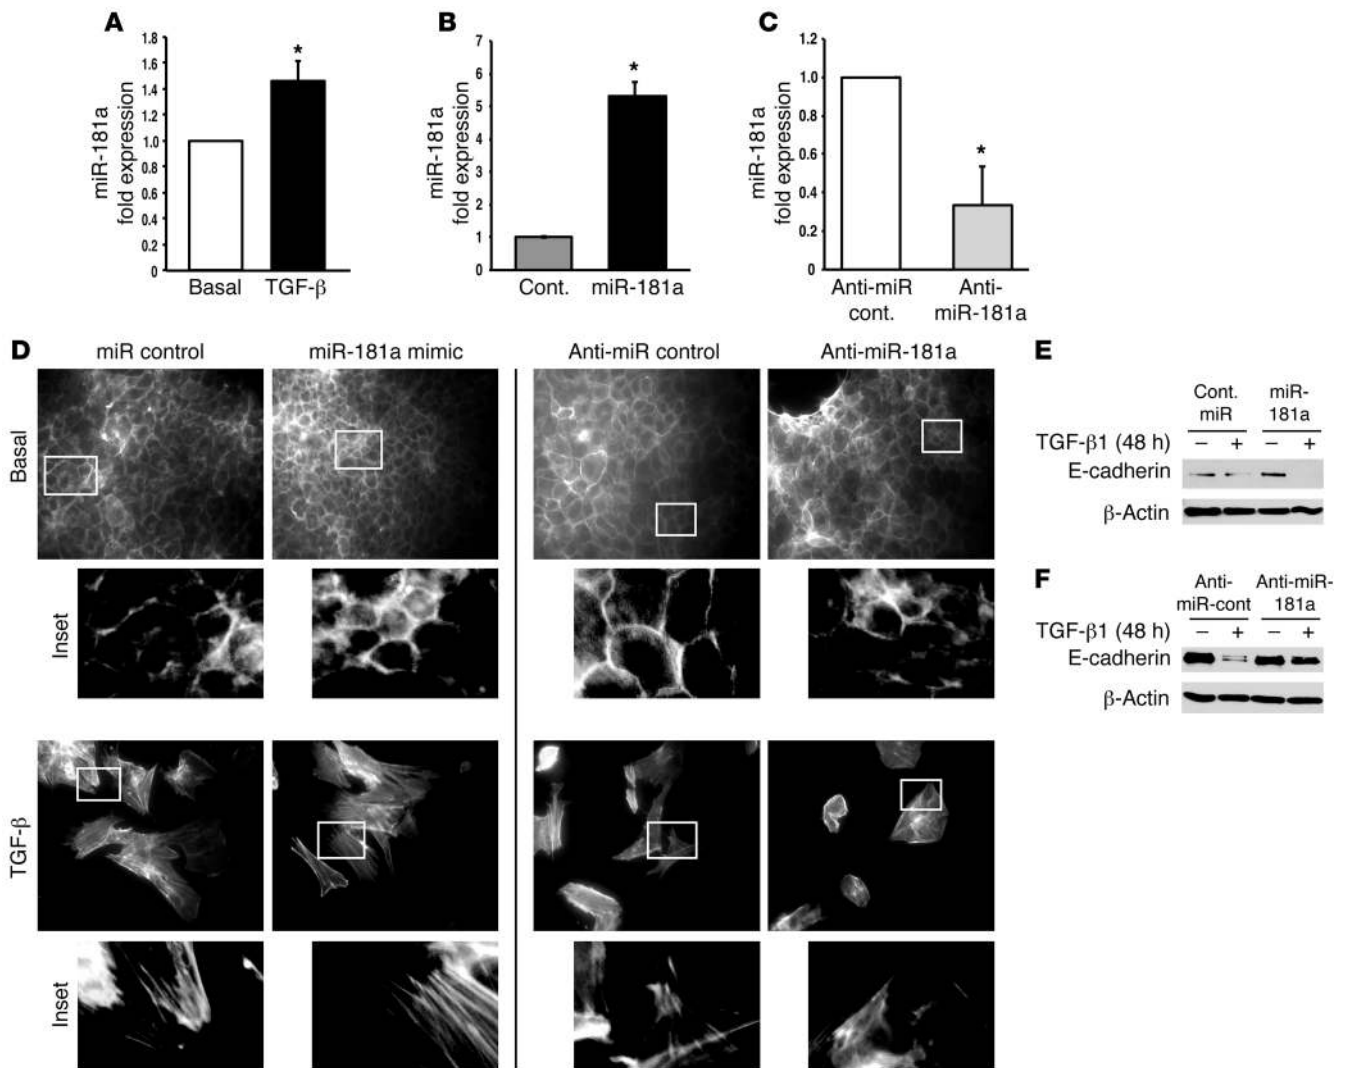 A
miR-181a
fold expression
1.8
1.6
1.4
1.2
1.0
0.8
0.6
0.4
0.2
0
*
Basal TGF-β
B
miR-181a
fold expression
7
6
5
4
3
2
1
0
*
Cont. miR-181a
C
miR-181a
fold expression
1.2
1.0
0.8
0.6
0.4
0.2
0
*
Anti-miR Anti-
cont. miR-181a
D
miR control miR-181a mimic Anti-miR control Anti-miR-181a
Basal
Inset
TGF-β
Inset
E
Cont. miR-
miR 181a
TGF-β1 (48 h) – + – +
E-cadherin
β-Actin
F
Anti- Anti-miR-
miR-cont 181a
TGF-β1 (48 h) – + – +
E-cadherin
β-Actin